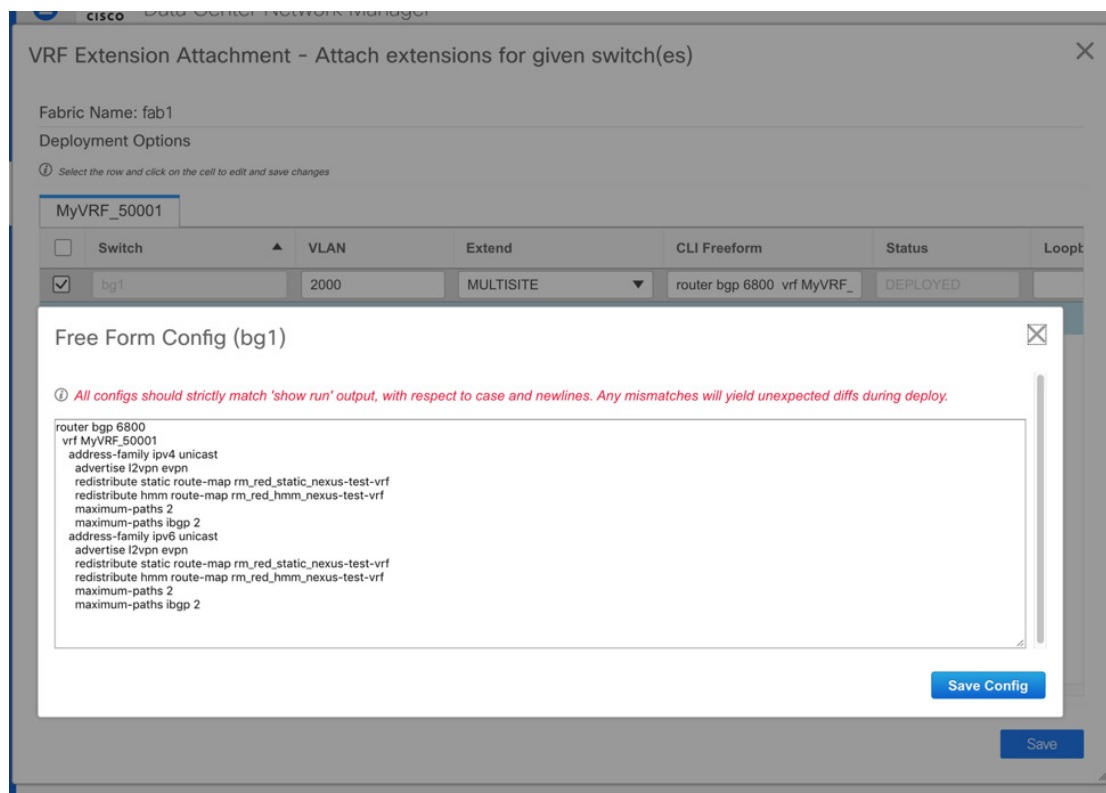 cisco Data Center Network Manager
VRF Extension Attachment - Attach extensions for given switch(es)
Fabric Name: fab1
Deployment Options
Select the row and click on the cell to edit and save changes
MyVRF_50001
Switch VLAN Extend CLI Freeform Status Loopb
bg1 2000 MULTISITE router bgp 6800 vrf MyVRF_ DEPLOYED
Free Form Config (bg1)
All configs should strictly match 'show run' output, with respect to case and newlines. Any mismatches will yield unexpected diffs during deploy.
router bgp 6800
vrf MyVRF_50001
address-family ipv4 unicast
advertise l2vpn evpn
redistribute static route-map rm_red_static_nexus-test-vrf
redistribute hmm route-map rm_red_hmm_nexus-test-vrf
maximum-paths 2
maximum-paths ibgp 2
address-family ipv6 unicast
advertise l2vpn evpn
redistribute static route-map rm_red_static_nexus-test-vrf
redistribute hmm route-map rm_red_hmm_nexus-test-vrf
maximum-paths 2
maximum-paths ibgp 2
Save Config
Save